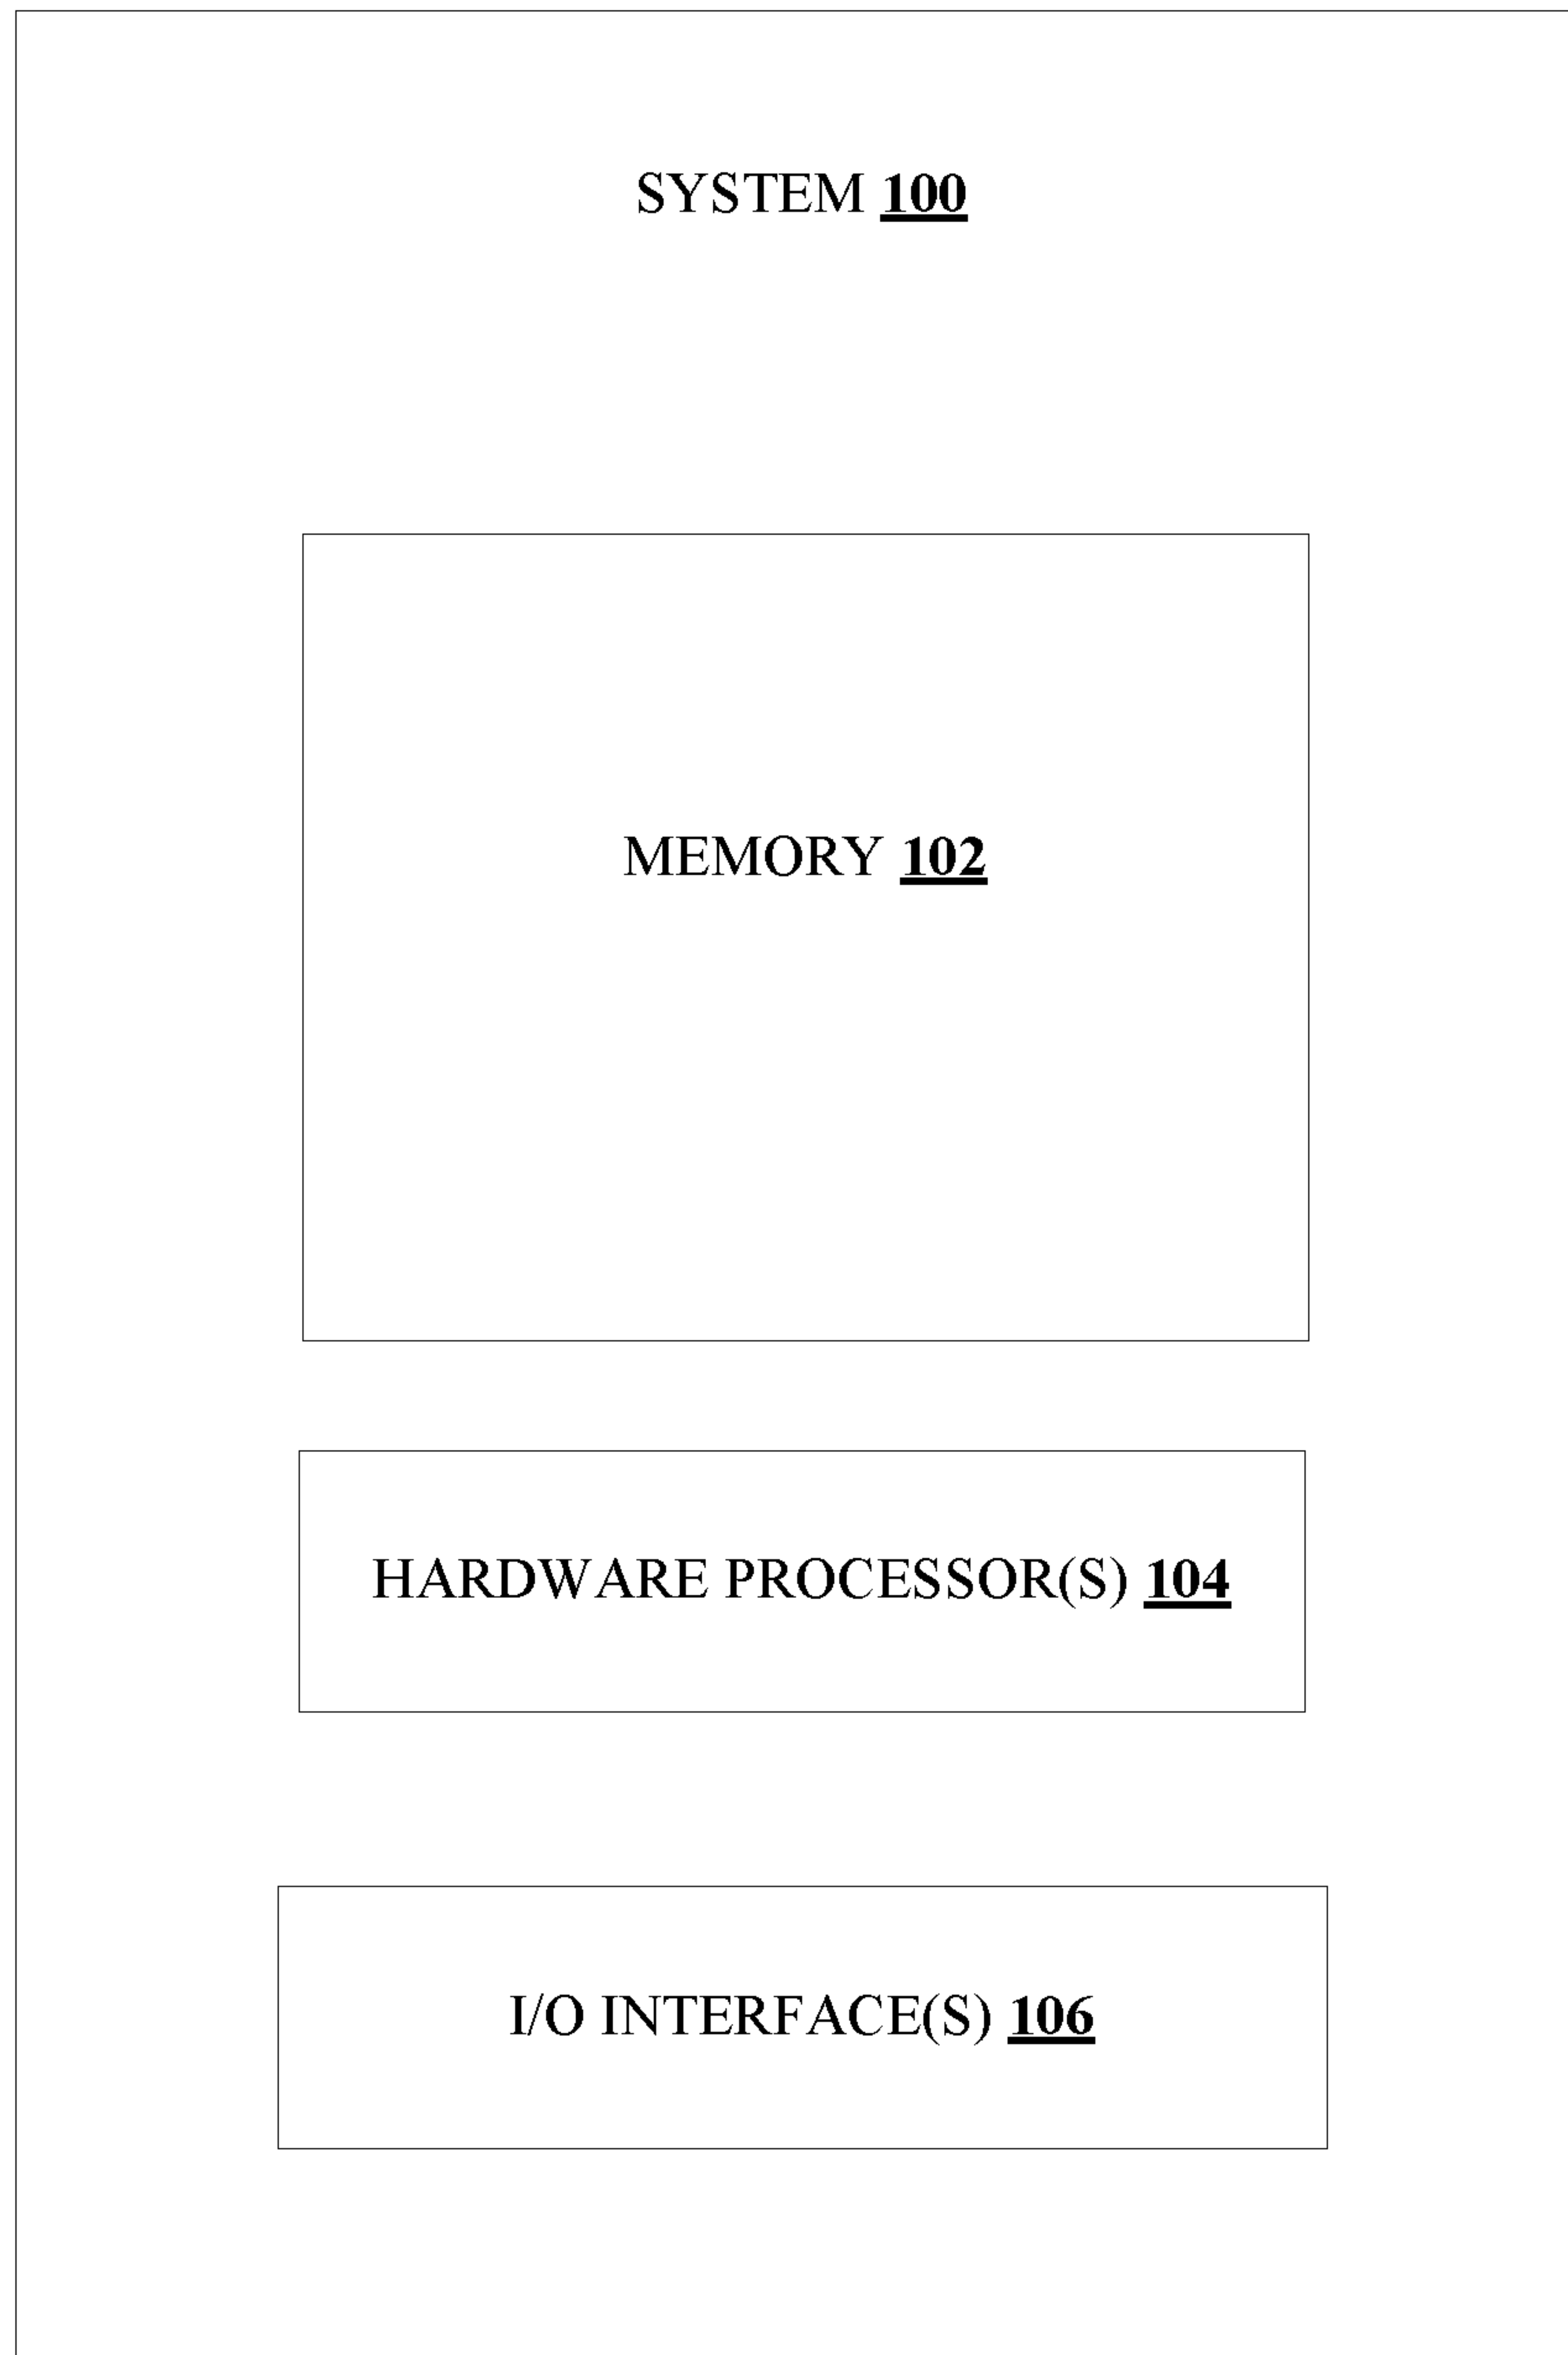 SYSTEM 100
MEMORY 102
HARDWARE PROCESSOR(S) 104
I/O INTERFACE(S) 106